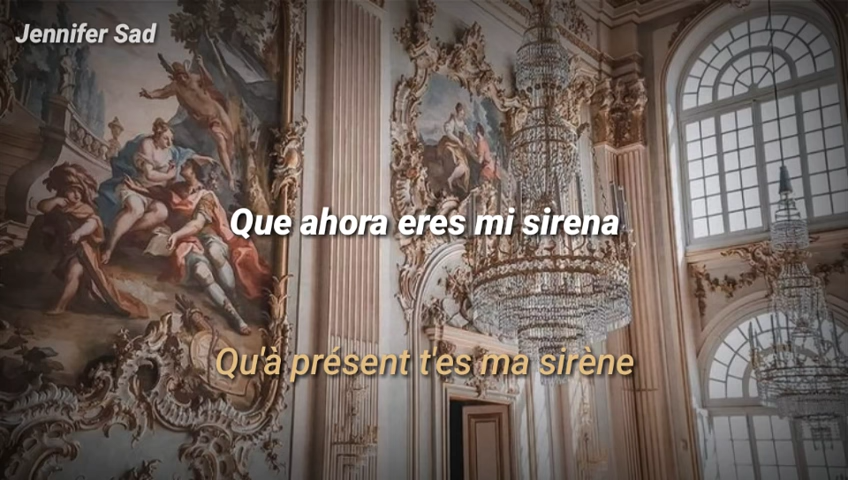 Jennifer Sad
Que ahora eres mi sirena
Qu'à présent t'es ma sirène